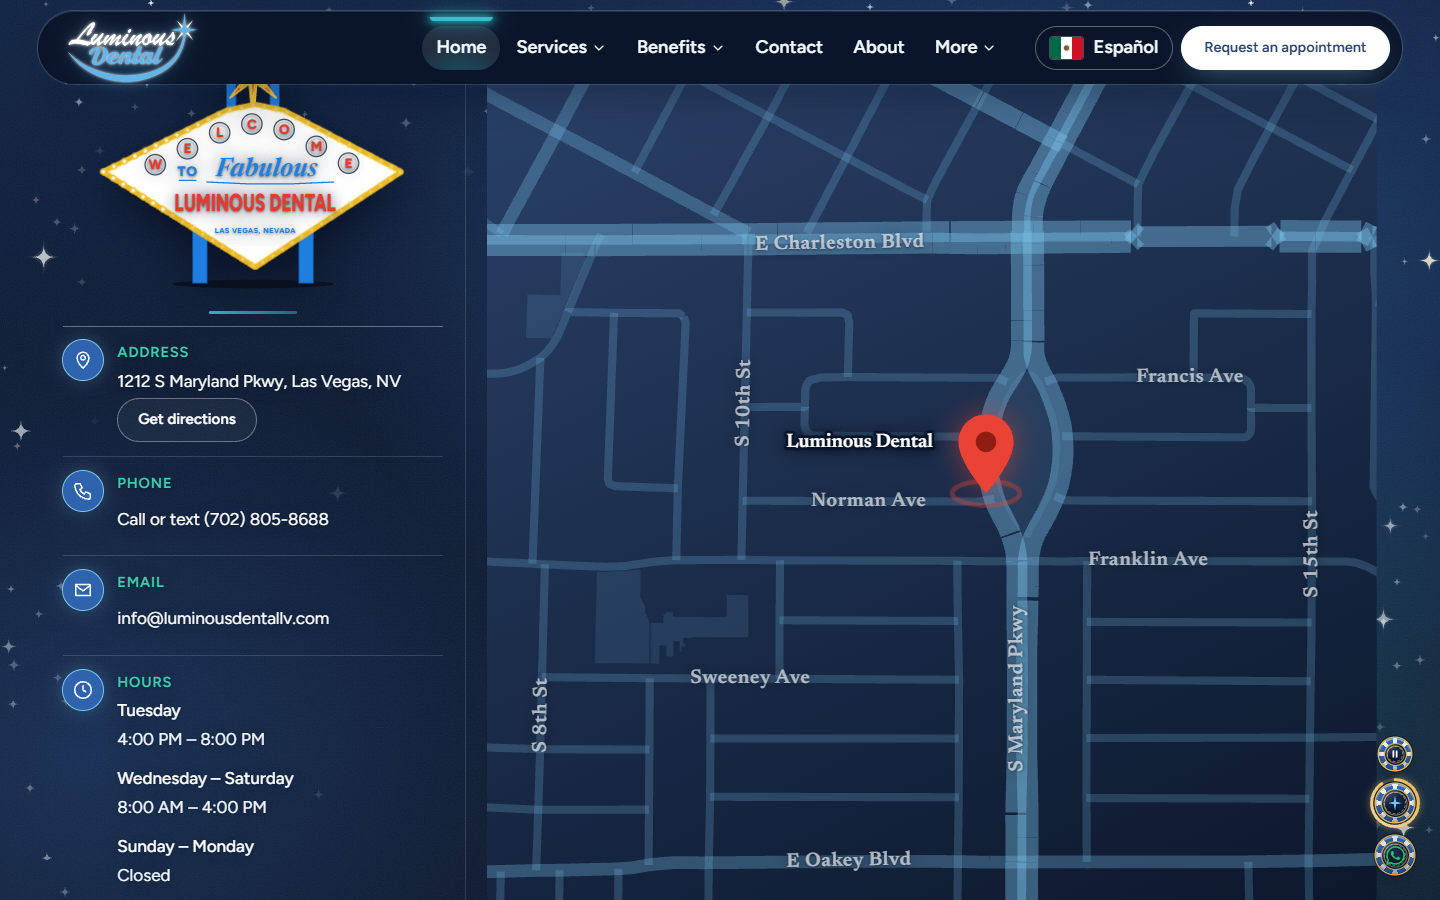 Luminous
Dental
Home
Services
Benefits
Contact
About
More
Español
Request an appointment
WELCOME
TO Fabulous
LUMINOUS DENTAL
LAS VEGAS, NEVADA
ADDRESS
1212 S Maryland Pkwy, Las Vegas, NV
Get directions
PHONE
Call or text (702) 805-8688
EMAIL
info@luminousdentallv.com
HOURS
Tuesday
4:00 PM – 8:00 PM
Wednesday – Saturday
8:00 AM – 4:00 PM
Sunday – Monday
Closed
E Charleston Blvd
S 10th St
Francis Ave
Luminous Dental
Norman Ave
S 15th St
Franklin Ave
S Maryland Pkwy
Sweeney Ave
S 8th St
E Oakey Blvd